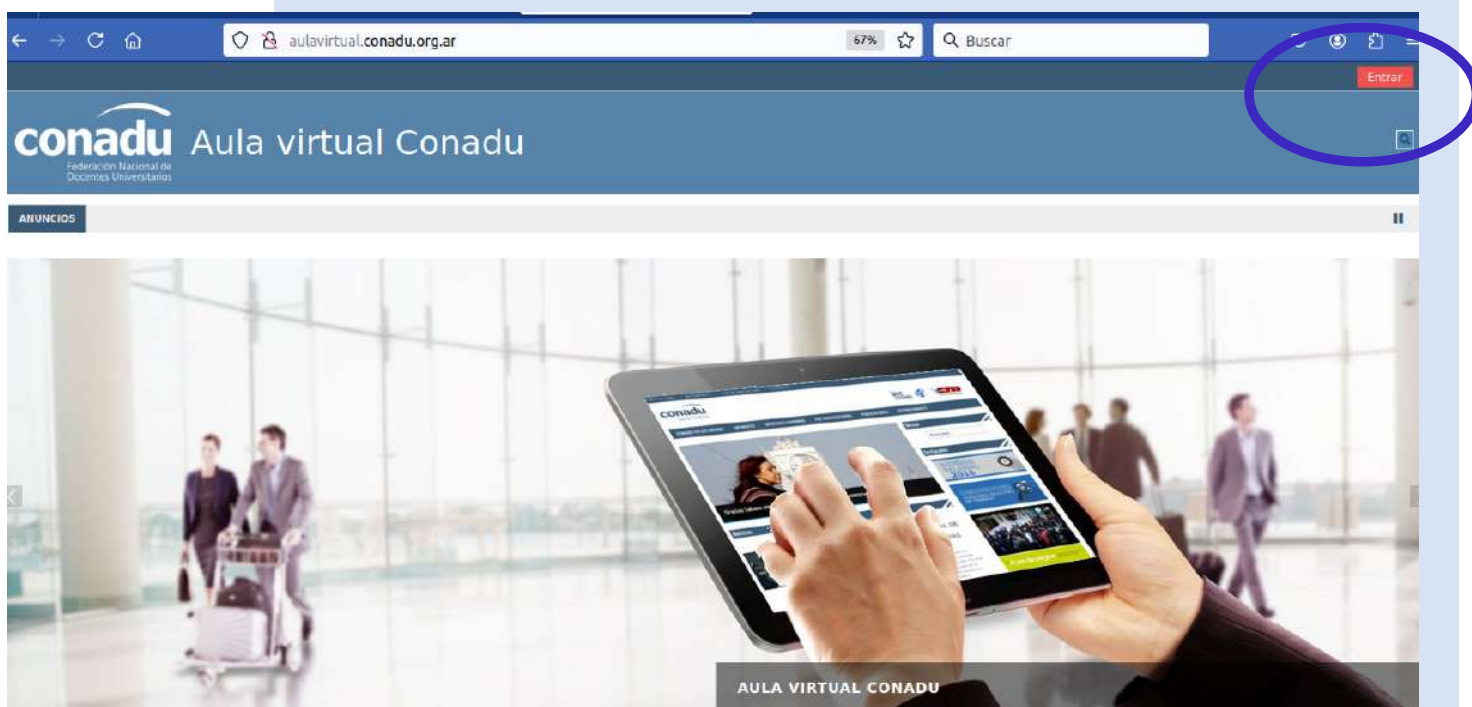 aulavirtual.conadu.org.ar
67%
Buscar
Entrar
conadu
Federación Nacional de
Docentes Universitarios
Aula virtual Conadu
ANUNCIOS
conadu
AULA VIRTUAL CONADU